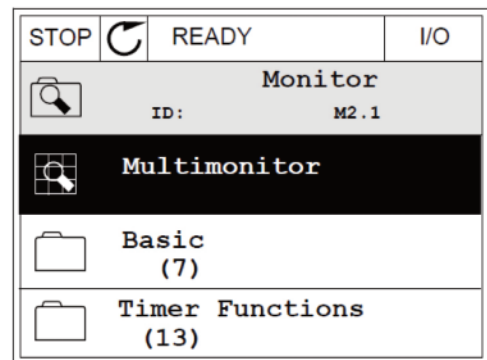 STOP READY I/O
Monitor
ID: M2.1
Multimonitor
Basic
(7)
Timer Functions
(13)